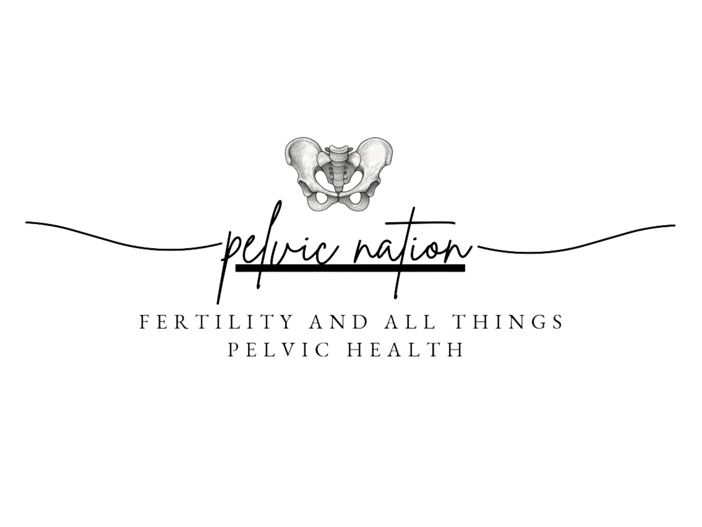 pelvic nation
FERTILITY AND ALL THINGS
PELVIC HEALTH